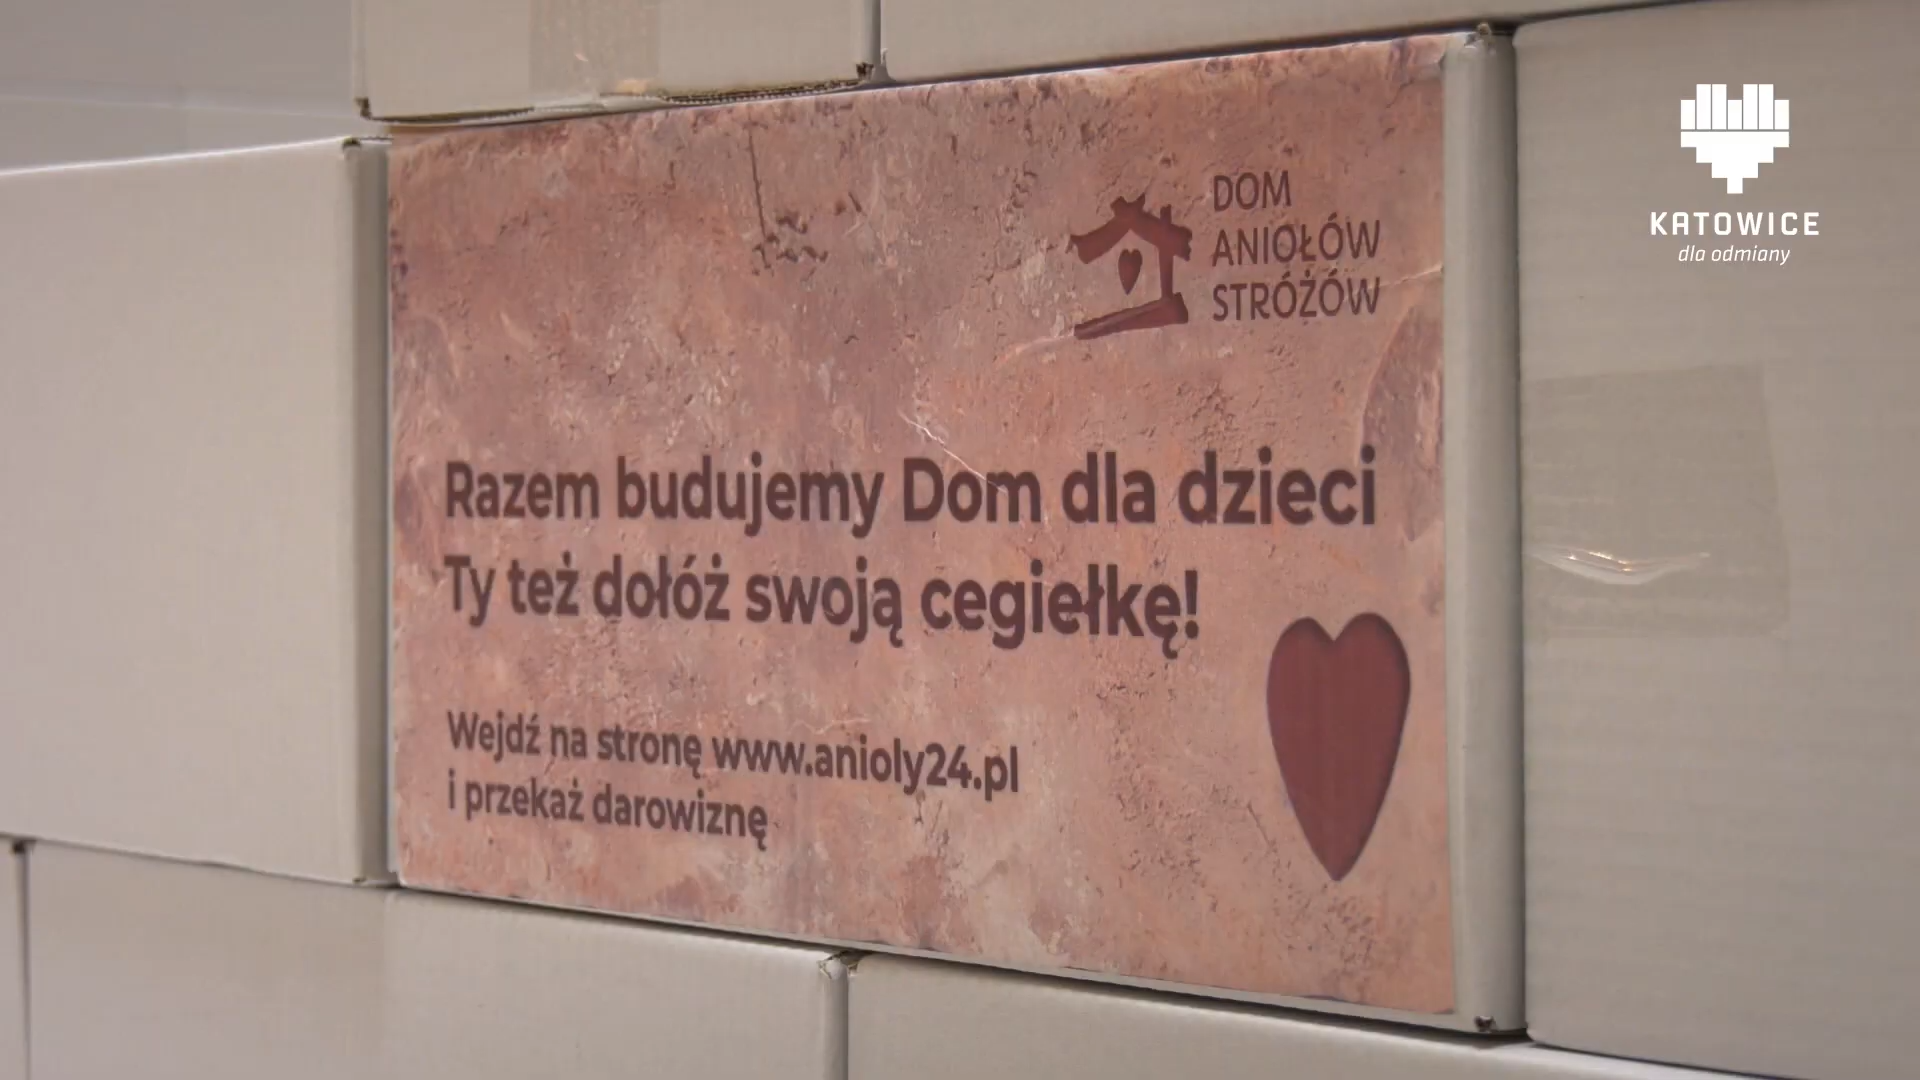 DOM
ANIOŁÓW
STRÓŻÓW
Razem budujemy Dom dla dzieci
Ty też dołóż swoją cegiełkę!
Wejdź na stronę www.anioly24.pl
i przekaż darowiznę
KATOWICE
dla odmiany